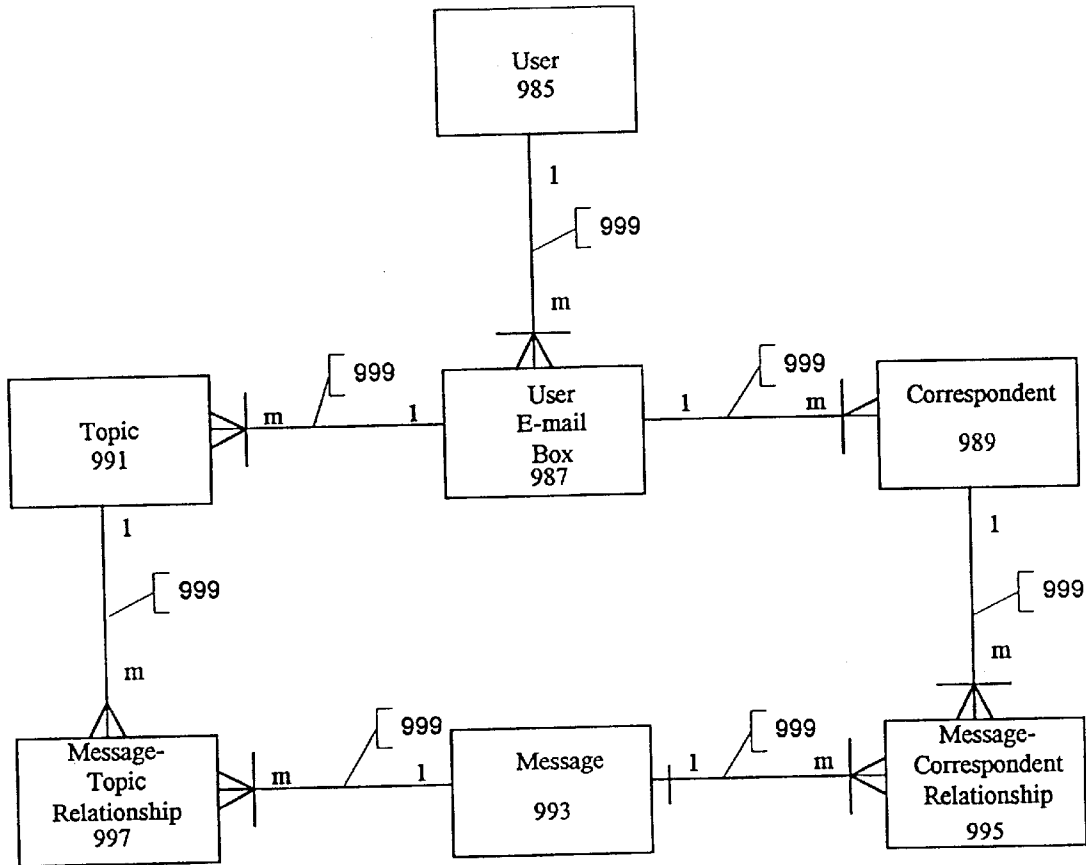 User
985
1
999
m
999
m
1
Topic
991
User
E-mail
Box
987
999
1
m
Correspondent
989
1
999
m
1
999
m
Message-
Topic
Relationship
997
999
m
1
Message
993
999
1
m
Message-
Correspondent
Relationship
995